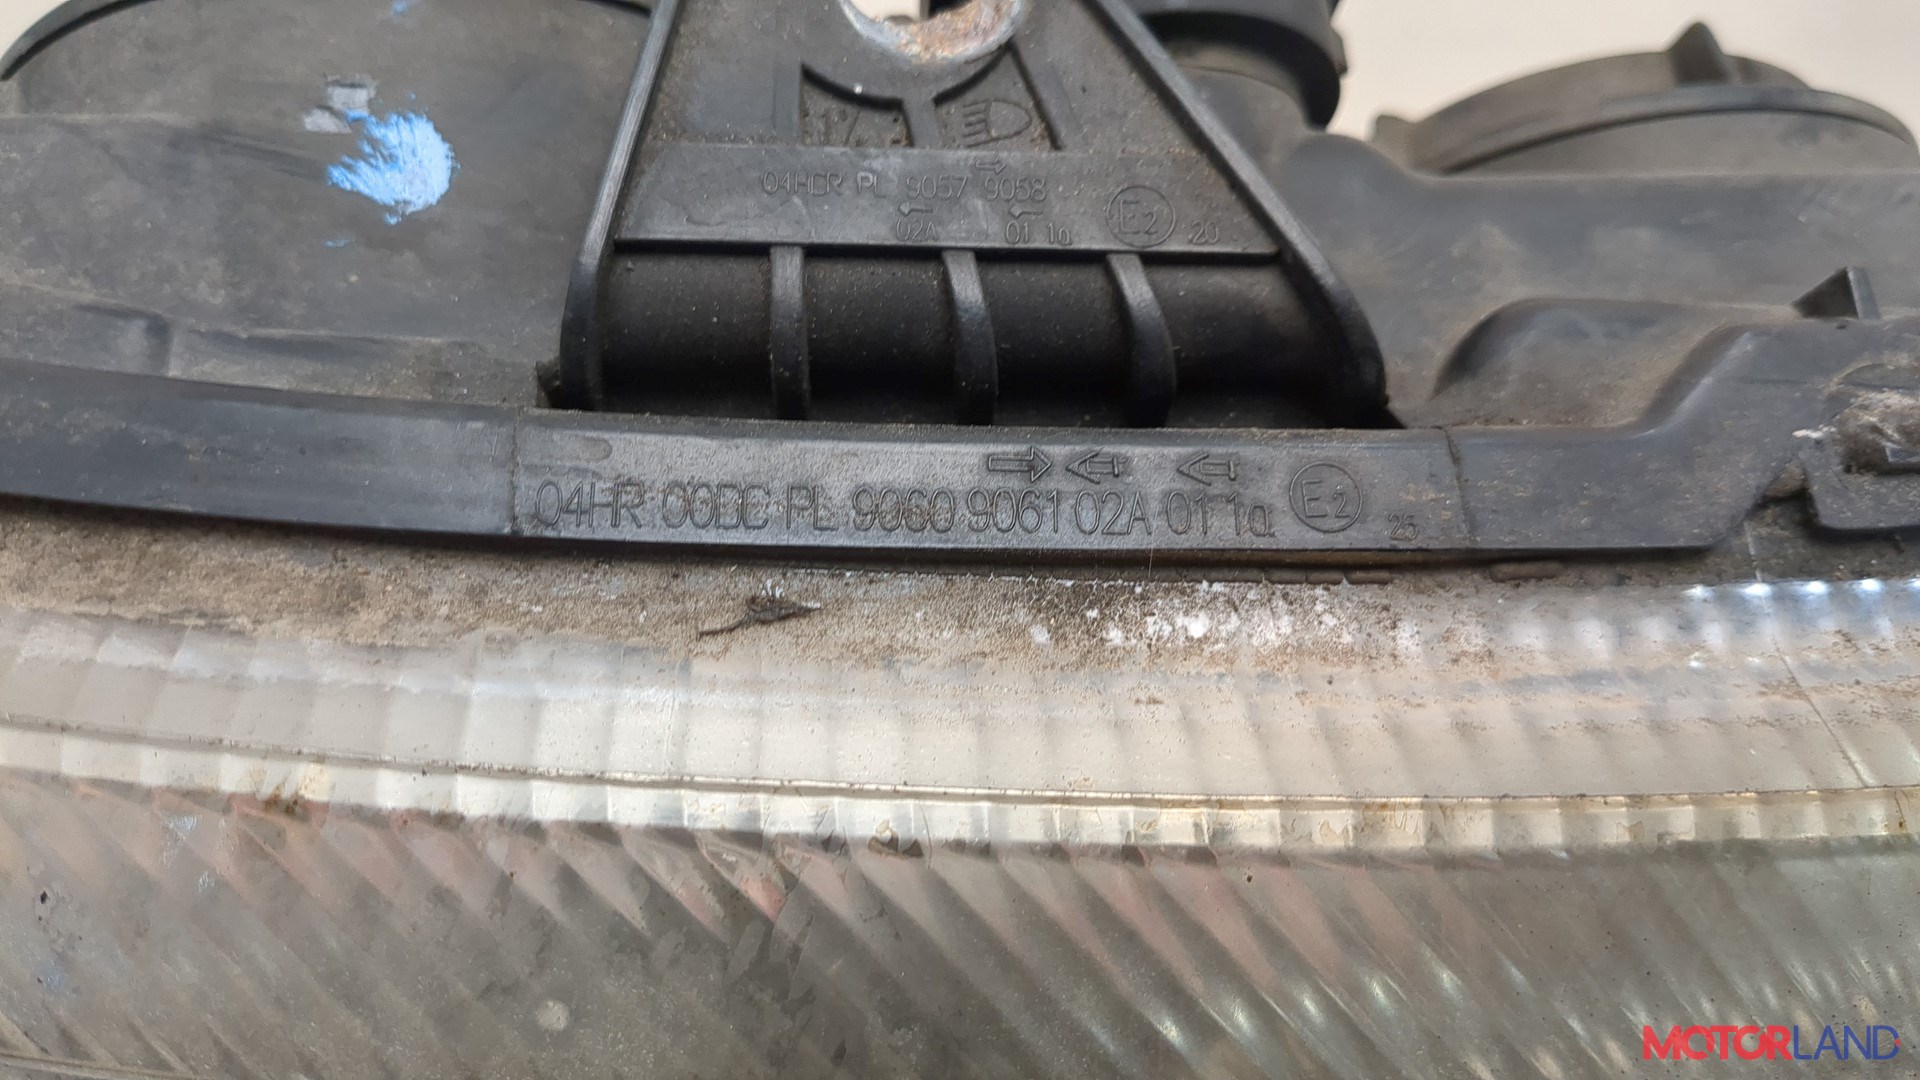 17
04HCR PL 9057 9058
02A 01 1a E2 20
04HR 00DC PL 9060 9061 02A 01 1a E2 25
MOTORLAND